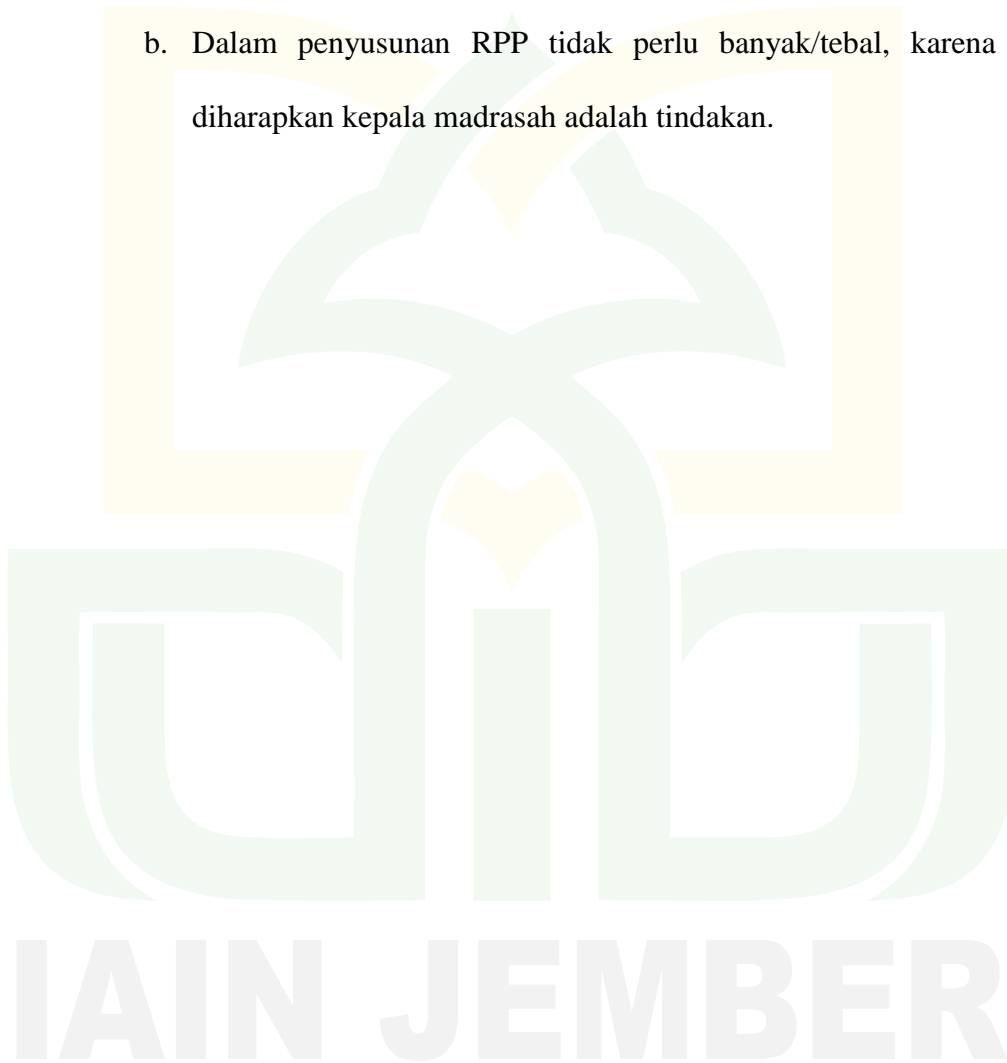 b. Dalam penyusunan RPP tidak perlu banyak/tebal, karena
diharapkan kepala madrasah adalah tindakan.
IAIN JEMBER